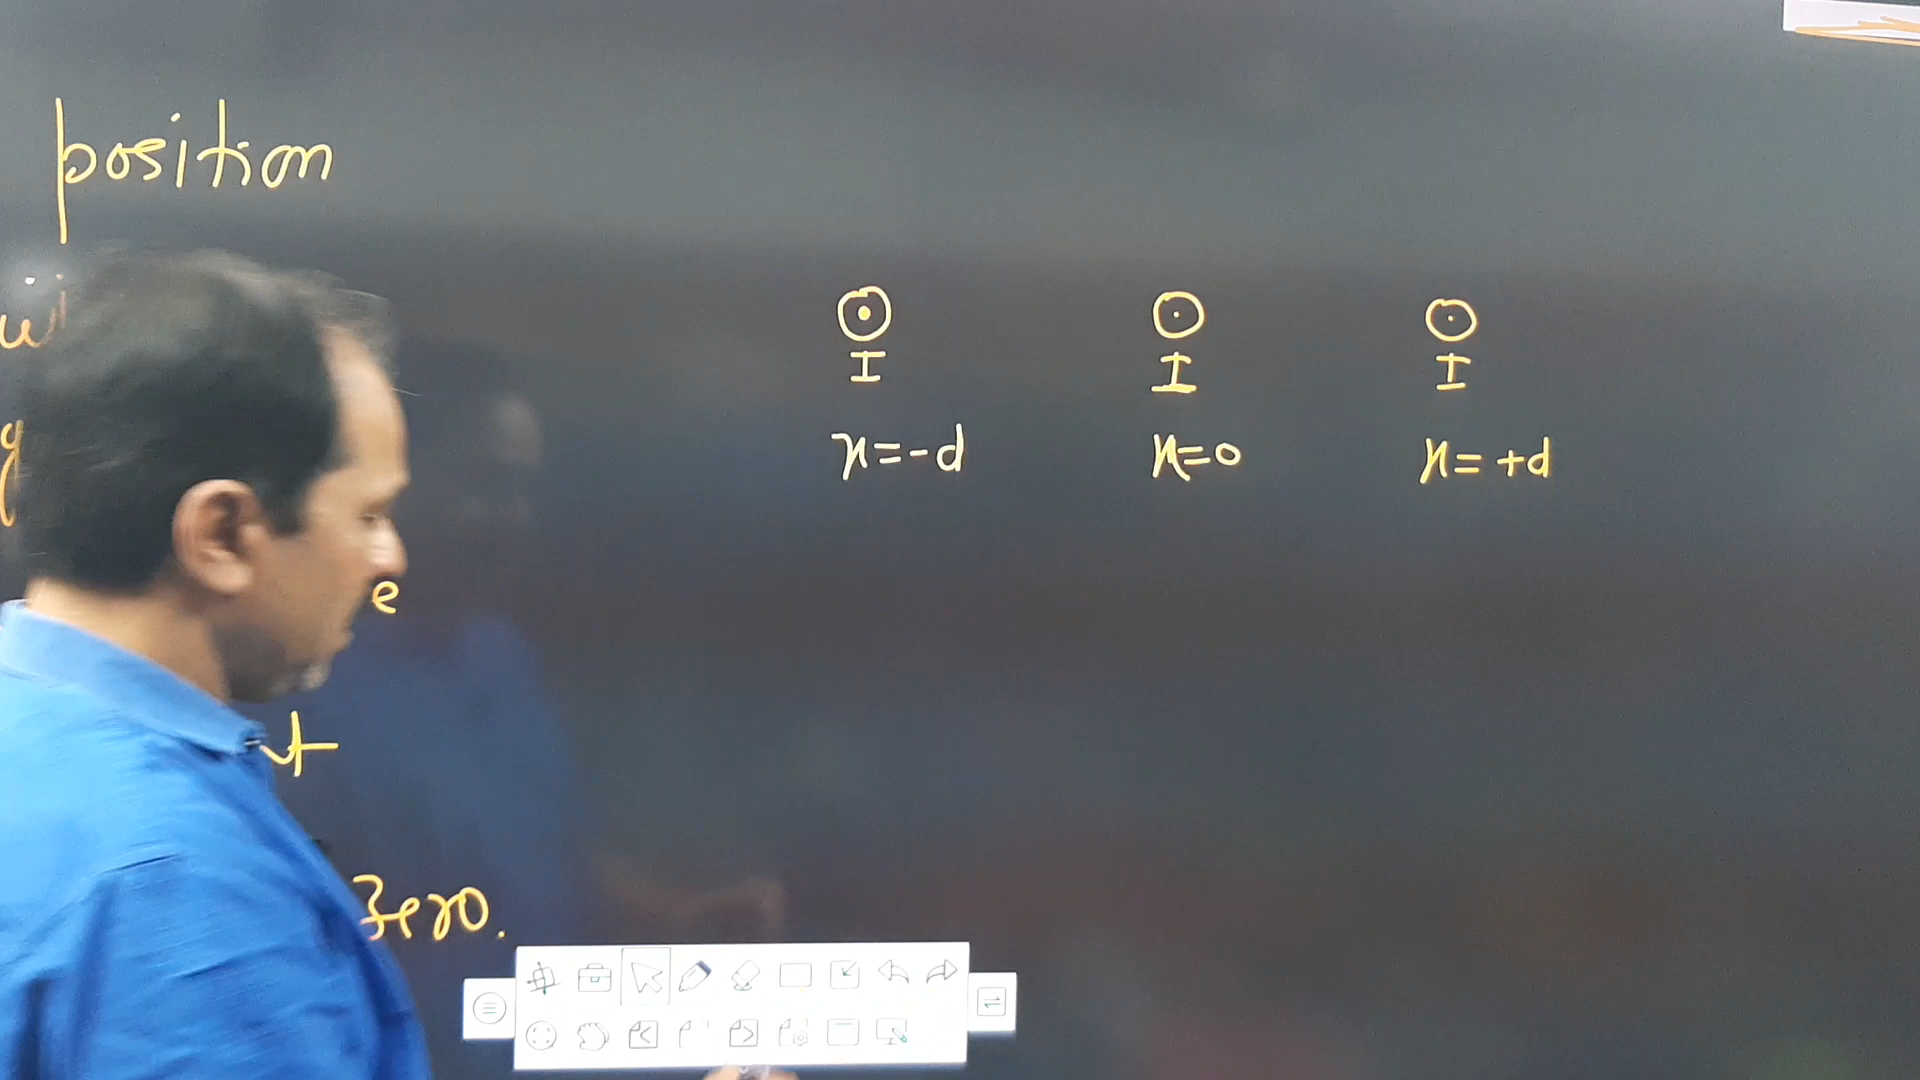 position
I I I
x=-d x=0 x=+d
Zero.